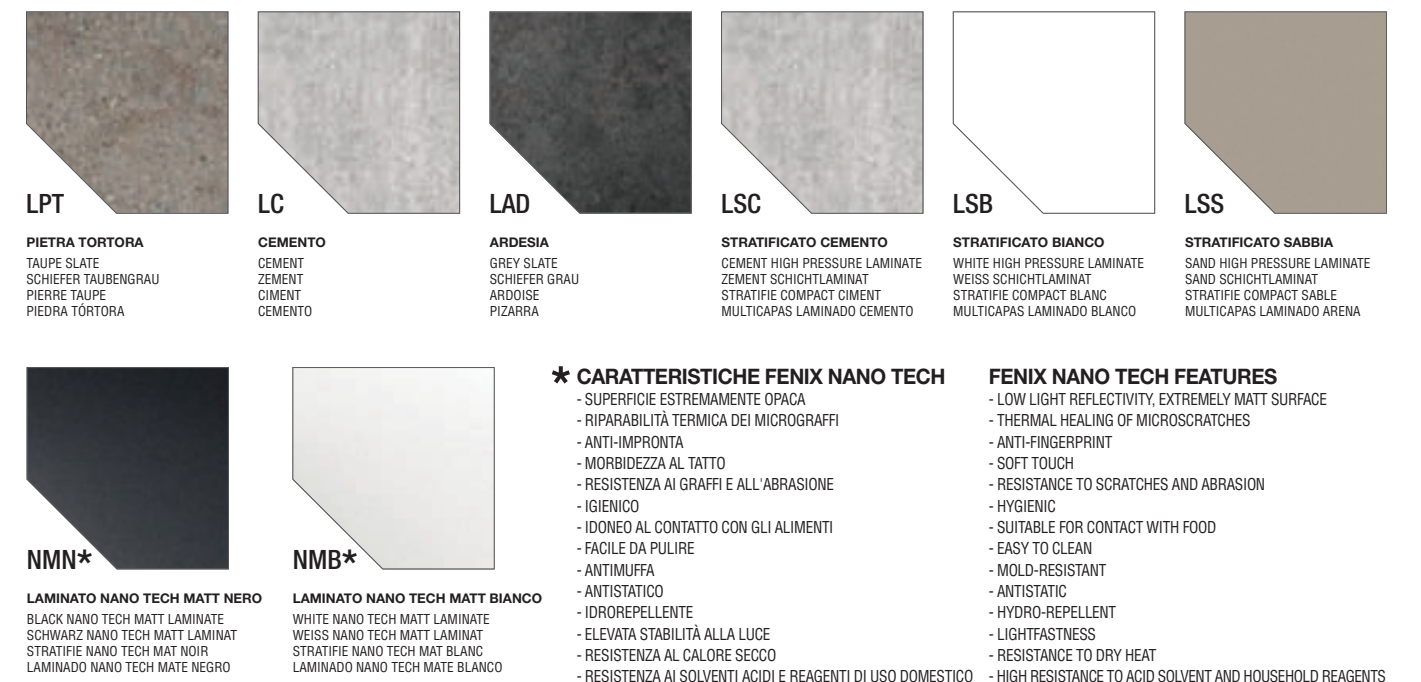 LPT
PIETRA TORTORA
TAUPE SLATE
SCHIEFER TAUBENGRAU
PIERRE TAUPE
PIEDRA TÓRTORA
LC
CEMENTO
CEMENT
ZEMENT
CIMENT
CEMENTO
LAD
ARDESIA
GREY SLATE
SCHIEFER GRAU
ARDOISE
PIZARRA
LSC
STRATIFICATO CEMENTO
CEMENT HIGH PRESSURE LAMINATE
ZEMENT SCHICHTLAMINAT
STRATIFIE COMPACT CIMENT
MULTICAPAS LAMINADO CEMENTO
LSB
STRATIFICATO BIANCO
WHITE HIGH PRESSURE LAMINATE
WEISS SCHICHTLAMINAT
STRATIFIE COMPACT BLANC
MULTICAPAS LAMINADO BLANCO
LSS
STRATIFICATO SABBIA
SAND HIGH PRESSURE LAMINATE
SAND SCHICHTLAMINAT
STRATIFIE COMPACT SABLE
MULTICAPAS LAMINADO ARENA
NMN*
LAMINATO NANO TECH MATT NERO
BLACK NANO TECH MATT LAMINATE
SCHWARZ NANO TECH MATT LAMINAT
STRATIFIE NANO TECH MAT NOIR
LAMINADO NANO TECH MATE NEGRO
NMB*
LAMINATO NANO TECH MATT BIANCO
WHITE NANO TECH MATT LAMINATE
WEISS NANO TECH MATT LAMINAT
STRATIFIE NANO TECH MAT BLANC
LAMINADO NANO TECH MATE BLANCO
* CARATTERISTICHE FENIX NANO TECH
- SUPERFICIE ESTREMAMENTE OPACA
- RIPARABILITÀ TERMICA DEI MICROGRAFFI
- ANTI-IMPRONTA
- MORBIDEZZA AL TATTO
- RESISTENZA AI GRAFFI E ALL'ABRASIONE
- IGIENICO
- IDONEO AL CONTATTO CON GLI ALIMENTI
- FACILE DA PULIRE
- ANTIMUFFA
- ANTISTATICO
- IDROREPELLENTE
- ELEVATA STABILITÀ ALLA LUCE
- RESISTENZA AL CALORE SECCO
- RESISTENZA AI SOLVENTI ACIDI E REAGENTI DI USO DOMESTICO
FENIX NANO TECH FEATURES
- LOW LIGHT REFLECTIVITY, EXTREMELY MATT SURFACE
- THERMAL HEALING OF MICROSCRATCHES
- ANTI-FINGERPRINT
- SOFT TOUCH
- RESISTANCE TO SCRATCHES AND ABRASION
- HYGIENIC
- SUITABLE FOR CONTACT WITH FOOD
- EASY TO CLEAN
- MOLD-RESISTANT
- ANTISTATIC
- HYDRO-REPELLENT
- LIGHTFASTNESS
- RESISTANCE TO DRY HEAT
- HIGH RESISTANCE TO ACID SOLVENT AND HOUSEHOLD REAGENTS